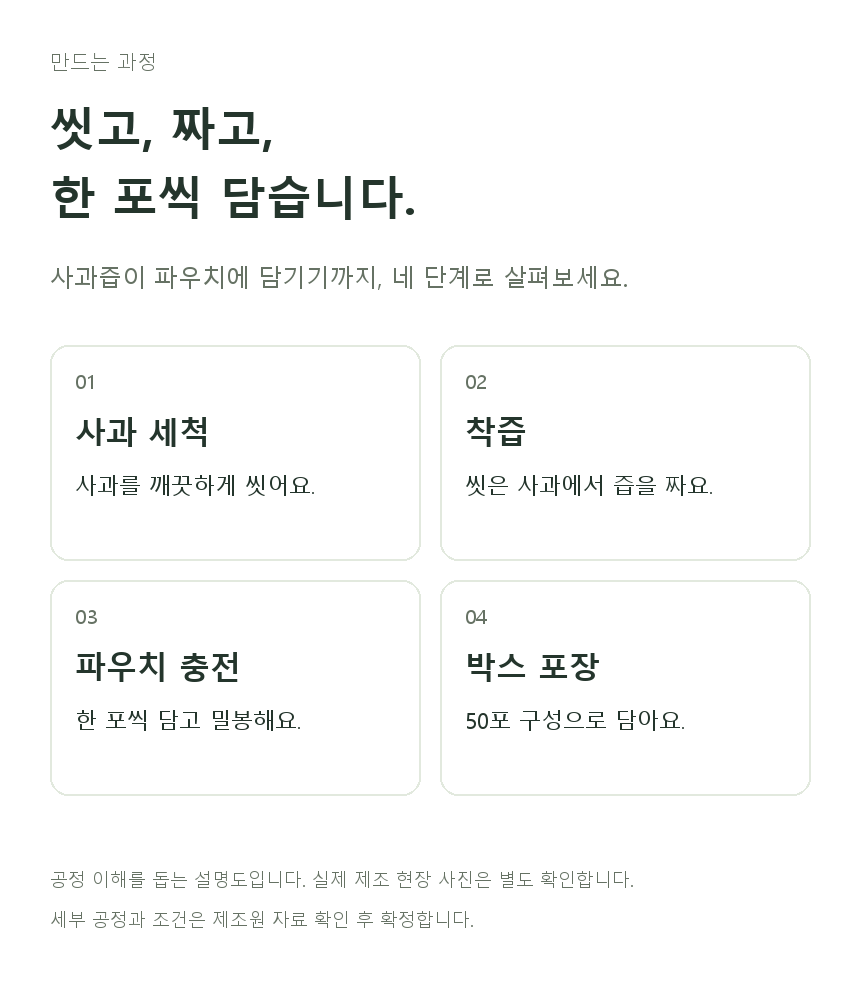 만드는 과정
씻고, 짜고,
한 포씩 담습니다.
사과즙이 파우치에 담기기까지, 네 단계로 살펴보세요.
01
사과 세척
사과를 깨끗하게 씻어요.
02
착즙
씻은 사과에서 즙을 짜요.
03
파우치 충전
한 포씩 담고 밀봉해요.
04
박스 포장
50포 구성으로 담아요.
공정 이해를 돕는 설명도입니다. 실제 제조 현장 사진은 별도 확인합니다.
세부 공정과 조건은 제조원 자료 확인 후 확정합니다.